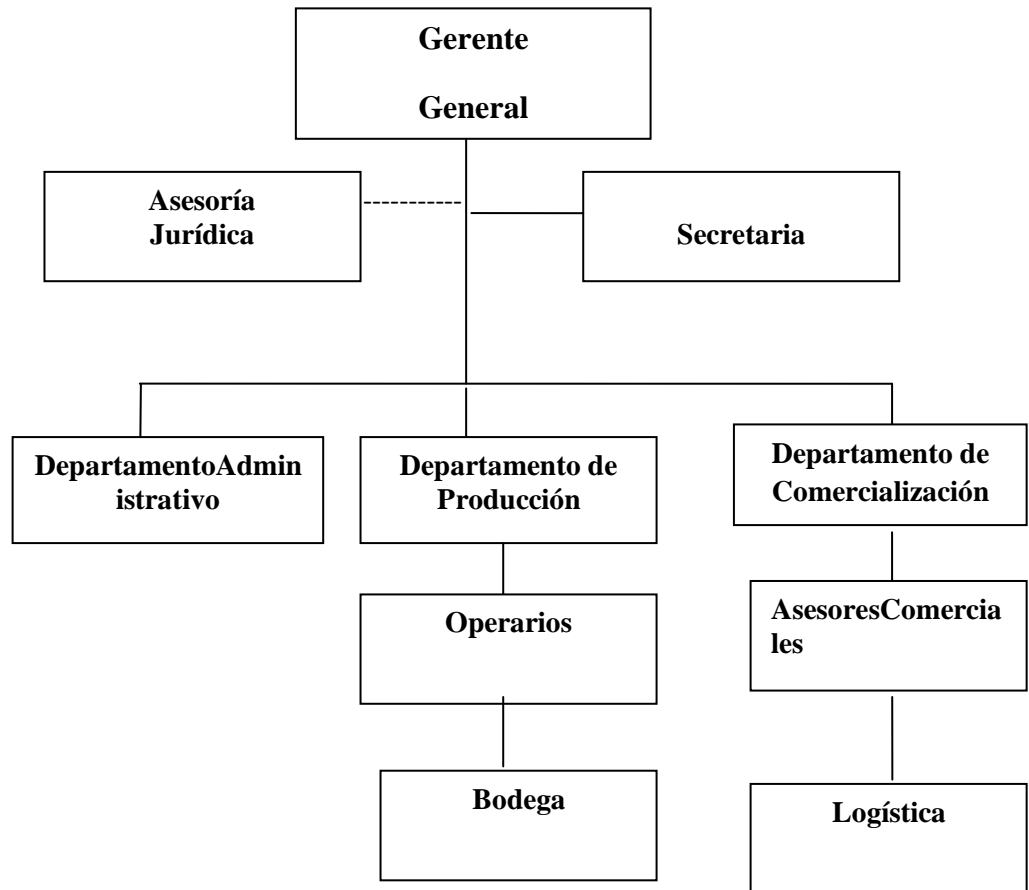 Gerente
General
Asesoría
Jurídica
Secretaria
DepartamentoAdmin
istrativo
Departamento de
Producción
Departamento de
Comercialización
Operarios
AsesoresComercia
les
Bodega
Logística